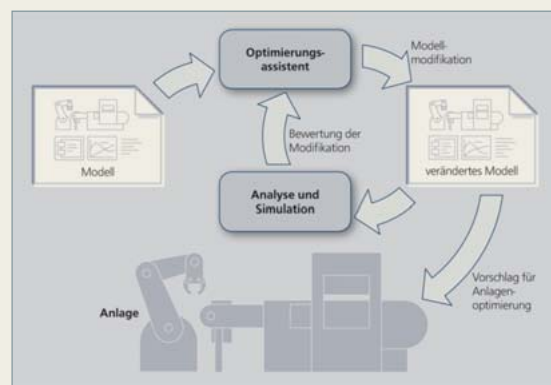 Optimierungs-
assistent
Modell-
modifikation
Modell
Bewertung der
Modifikation
verändertes Modell
Analyse und
Simulation
Anlage
Vorschlag für
Anlagen-
optimierung